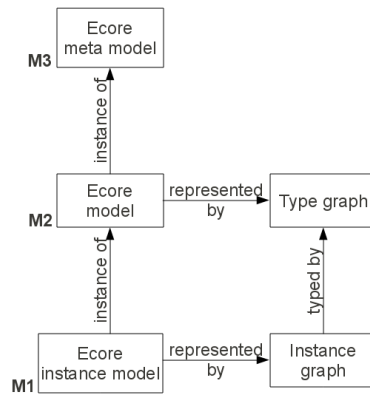 Ecore
meta model
M3
instance of
Ecore
model
M2
represented
by
Type graph
instance of
typed by
Ecore
instance model
M1
represented
by
Instance
graph